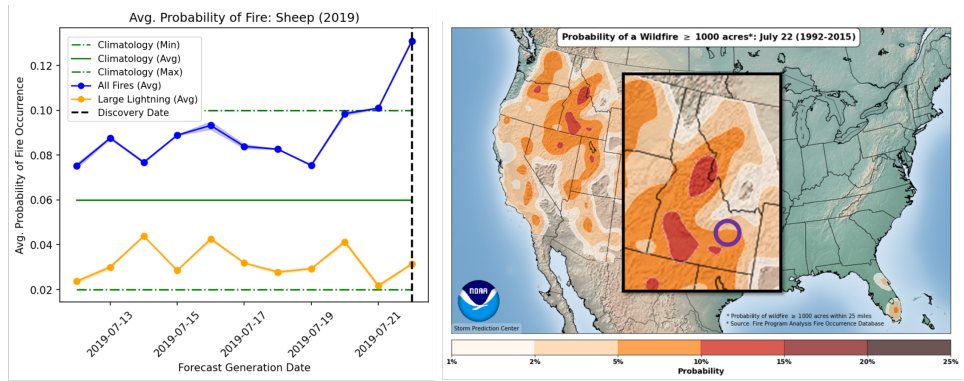 Avg. Probability of Fire: Sheep (2019)
Climatology (Min)
Climatology (Avg)
Climatology (Max)
All Fires (Avg)
Large Lightning (Avg)
Discovery Date
Avg. Probability of Fire Occurrence
0.12
0.10
0.08
0.06
0.04
0.02
2019-07-13
2019-07-15
2019-07-17
2019-07-19
2019-07-21
Forecast Generation Date
Probability of a Wildfire ≥ 1000 acres*: July 22 (1992-2015)
NOAA
Storm Prediction Center
* Probability of wildfire ≥ 1000 acres within 25 miles
* Source: Fire Program Analysis Fire Occurrence Database
1% 2% 5% 10% 15% 20% 25%
Probability